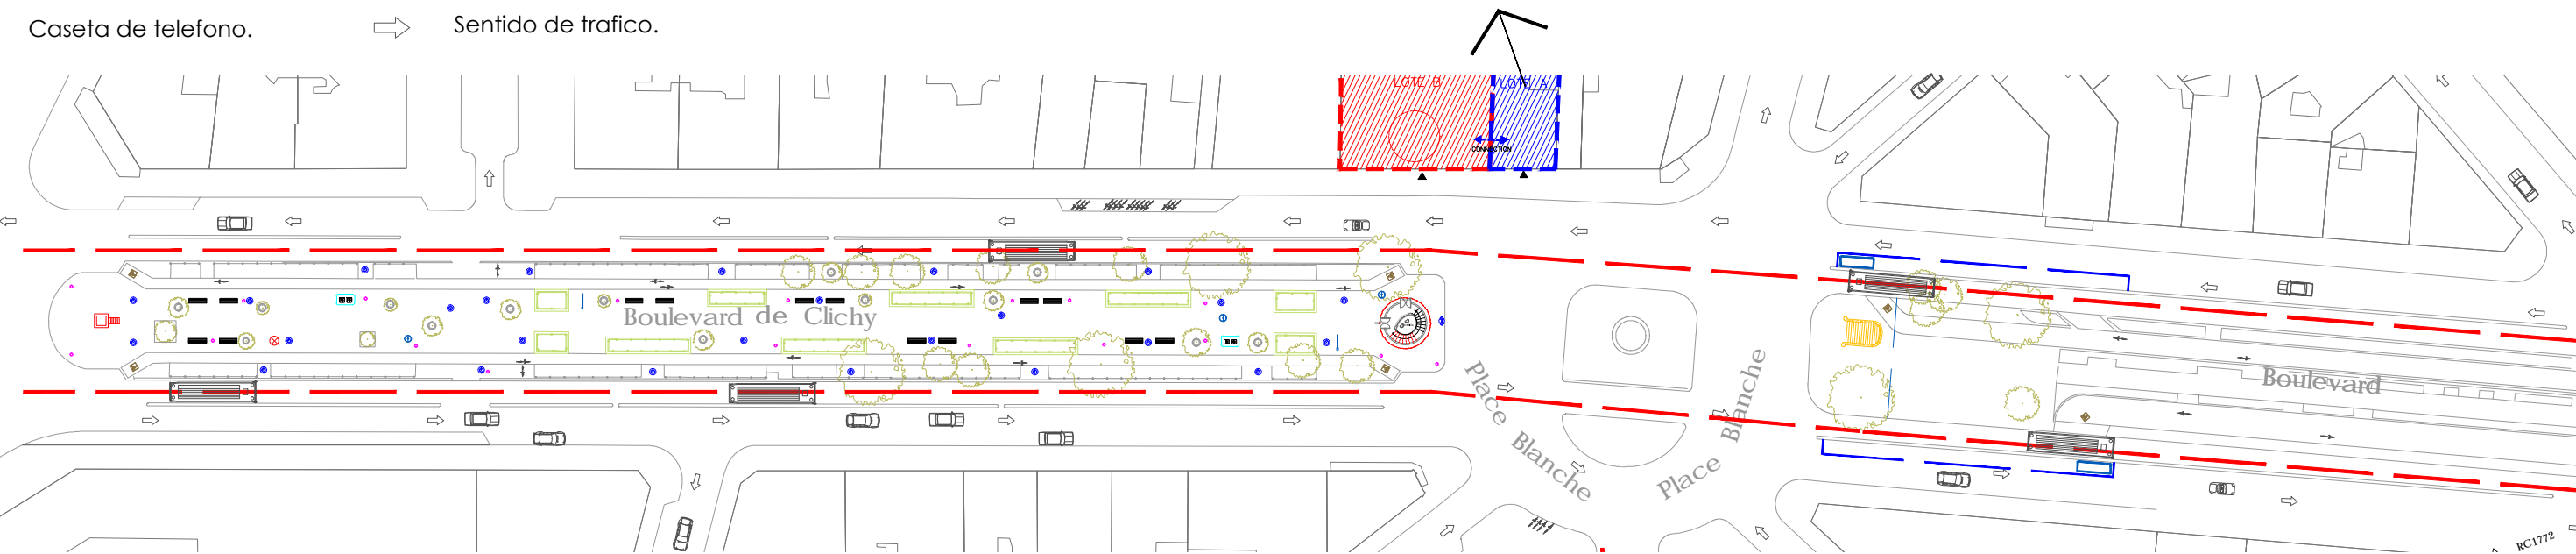 Caseta de telefono.
Sentido de trafico.
LOTE B
LOTE A
CONNECTION
Boulevard de Clichy
Place Blanche
Place Blanche
Boulevard
RC1772